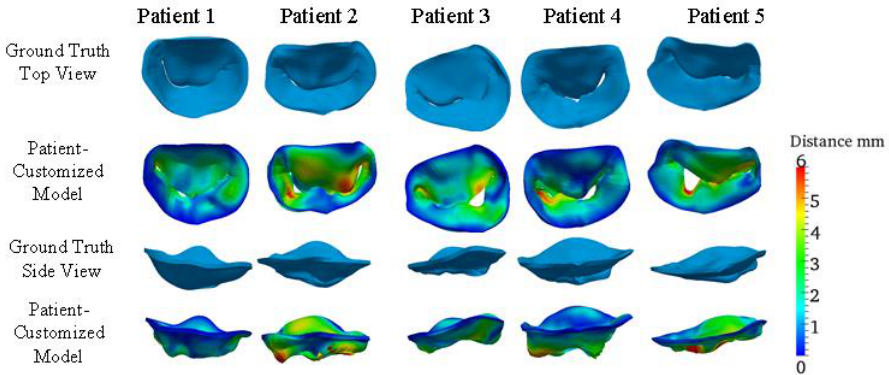 Patient 1 Patient 2 Patient 3 Patient 4 Patient 5
Ground Truth
Top View
Patient-
Customized
Model
Distance mm
6
5
4
3
2
1
0
Ground Truth
Side View
Patient-
Customized
Model